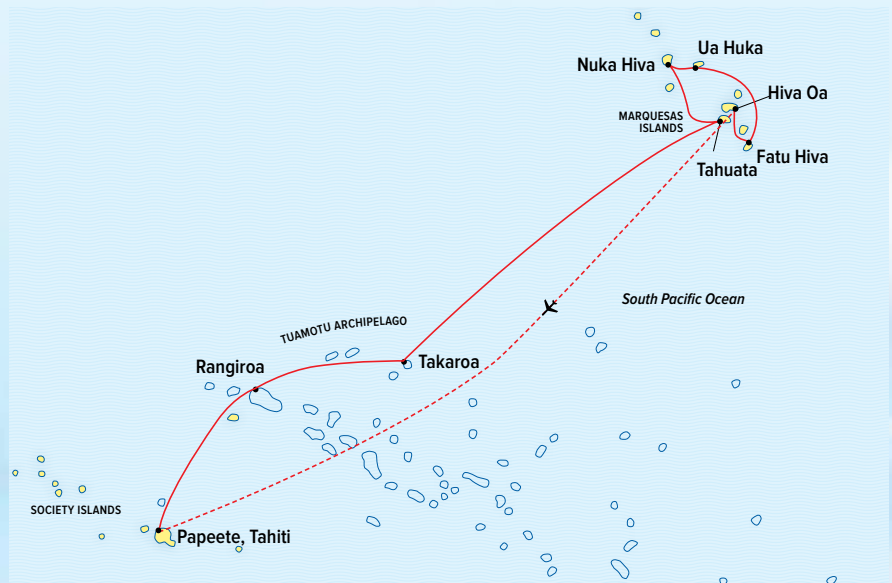 Ua Huka
Nuka Hiva
Hiva Oa
MARQUESAS
ISLANDS
Fatu Hiva
Tahuata
South Pacific Ocean
TUAMOTU ARCHIPELAGO
Takaroa
Rangiroa
SOCIETY ISLANDS
Papeete, Tahiti